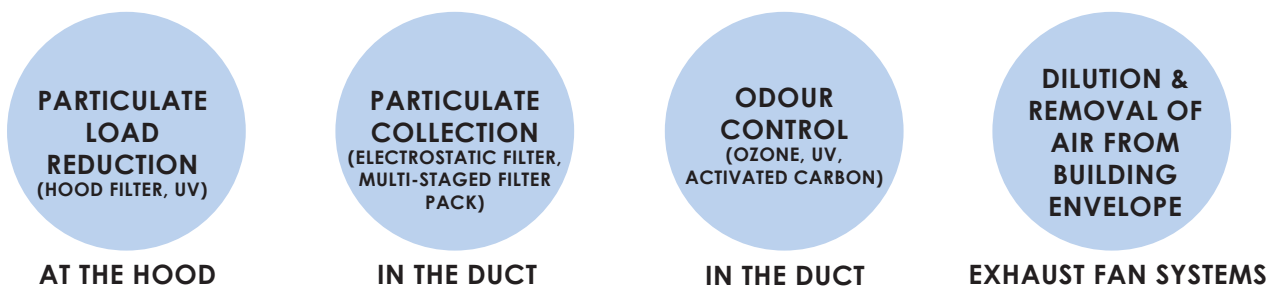 PARTICULATE
LOAD
REDUCTION
(HOOD FILTER, UV)
AT THE HOOD
PARTICULATE
COLLECTION
(ELECTROSTATIC FILTER,
MULTI-STAGED FILTER
PACK)
IN THE DUCT
ODOUR
CONTROL
(OZONE, UV,
ACTIVATED CARBON)
IN THE DUCT
DILUTION &
REMOVAL OF
AIR FROM
BUILDING
ENVELOPE
EXHAUST FAN SYSTEMS